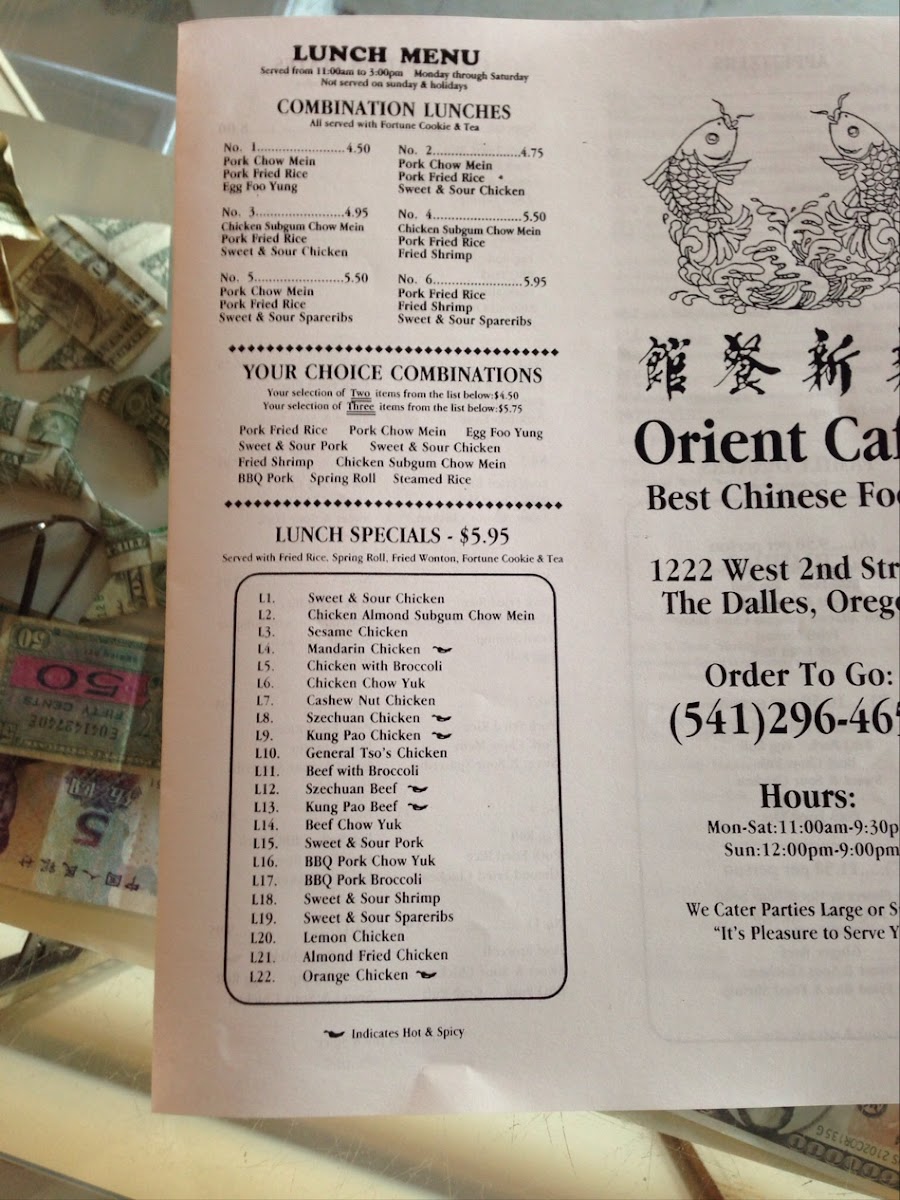 LUNCH MENU
Served from 11:00am to 3:00pm Monday through Saturday
Not served on sunday & holidays
COMBINATION LUNCHES
All served with Fortune Cookie & Tea
No. 1......................4.50
Pork Chow Mein
Pork Fried Rice
Egg Foo Yung
No. 2......................4.75
Pork Chow Mein
Pork Fried Rice
Sweet & Sour Chicken
No. 3......................4.95
Chicken Subgum Chow Mein
Pork Fried Rice
Sweet & Sour Chicken
No. 4......................5.50
Chicken Subgum Chow Mein
Pork Fried Rice
Fried Shrimp
No. 5......................5.50
Pork Chow Mein
Pork Fried Rice
Sweet & Sour Spareribs
No. 6......................5.95
Pork Fried Rice
Fried Shrimp
Sweet & Sour Spareribs
YOUR CHOICE COMBINATIONS
Your selection of Two items from the list below:$4.50
Your selection of Three items from the list below:$5.75
Pork Fried Rice Pork Chow Mein Egg Foo Yung
Sweet & Sour Pork Sweet & Sour Chicken
Fried Shrimp Chicken Subgum Chow Mein
BBQ Pork Spring Roll Steamed Rice
LUNCH SPECIALS - $5.95
Served with Fried Rice, Spring Roll, Fried Wonton, Fortune Cookie & Tea
L1. Sweet & Sour Chicken
L2. Chicken Almond Subgum Chow Mein
L3. Sesame Chicken
L4. Mandarin Chicken
L5. Chicken with Broccoli
L6. Chicken Chow Yuk
L7. Cashew Nut Chicken
L8. Szechuan Chicken
L9. Kung Pao Chicken
L10. General Tso's Chicken
L11. Beef with Broccoli
L12. Szechuan Beef
L13. Kung Pao Beef
L14. Beef Chow Yuk
L15. Sweet & Sour Pork
L16. BBQ Pork Chow Yuk
L17. BBQ Pork Broccoli
L18. Sweet & Sour Shrimp
L19. Sweet & Sour Spareribs
L20. Lemon Chicken
L21. Almond Fried Chicken
L22. Orange Chicken
Indicates Hot & Spicy
館餐新
Orient Caf
Best Chinese Foo
1222 West 2nd Str
The Dalles, Orego
Order To Go:
(541)296-465
Hours:
Mon-Sat:11:00am-9:30p
Sun:12:00pm-9:00pm
We Cater Parties Large or S
"It's Pleasure to Serve Y
50
50
FIFTY CENTS
E04142740E
5
中国人民银